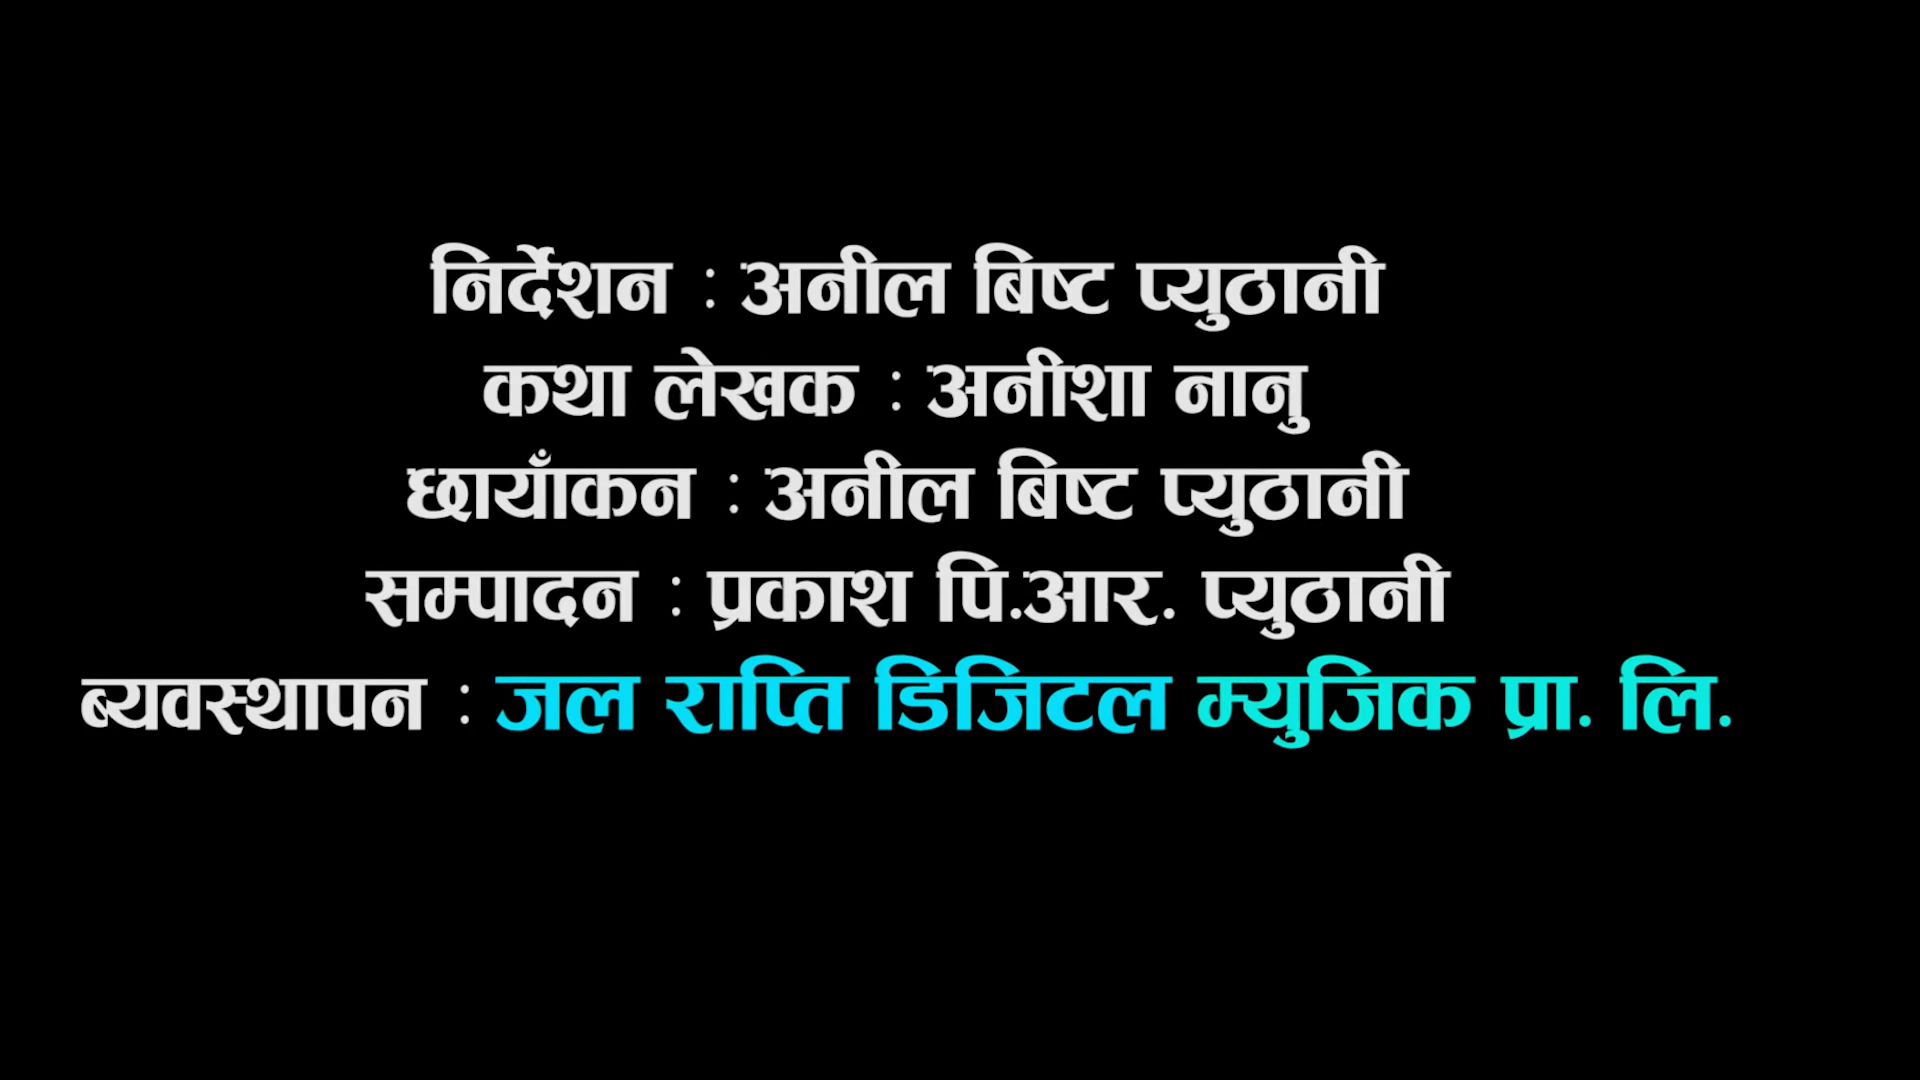 निर्देशन : अनील बिष्ट प्युठानी
कथा लेखक : अनीशा नानु
छायाँकन : अनील बिष्ट प्युठानी
सम्पादन : प्रकाश पि.आर. प्युठानी
ब्यवस्थापन : जल राप्ति डिजिटल म्युजिक प्रा. लि.